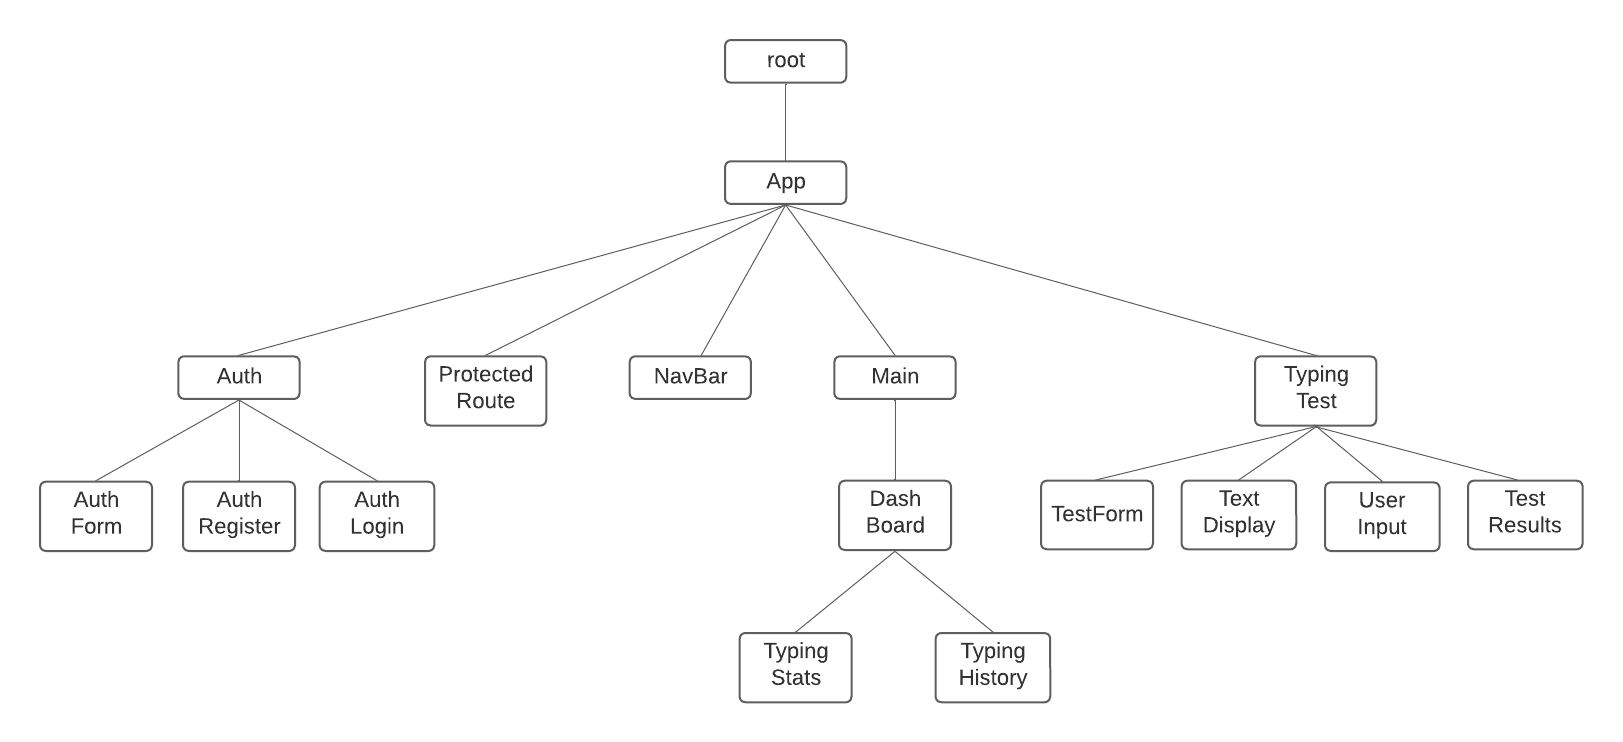 root
App
Auth
Protected
Route
NavBar
Main
Typing
Test
Auth
Form
Auth
Register
Auth
Login
Dash
Board
TestForm
Text
Display
User
Input
Test
Results
Typing
Stats
Typing
History